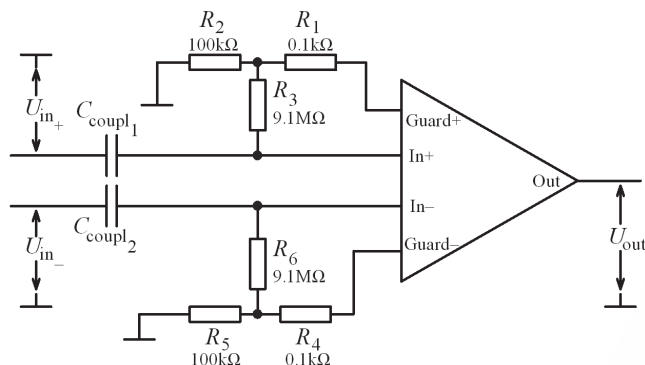 R2
100kΩ
R1
0.1kΩ
Uin+
Ccoupl1
R3
9.1MΩ
Guard+
In+
Out
In−
Guard−
Ccoupl2
Uin−
R6
9.1MΩ
Uout
R5
100kΩ
R4
0.1kΩ